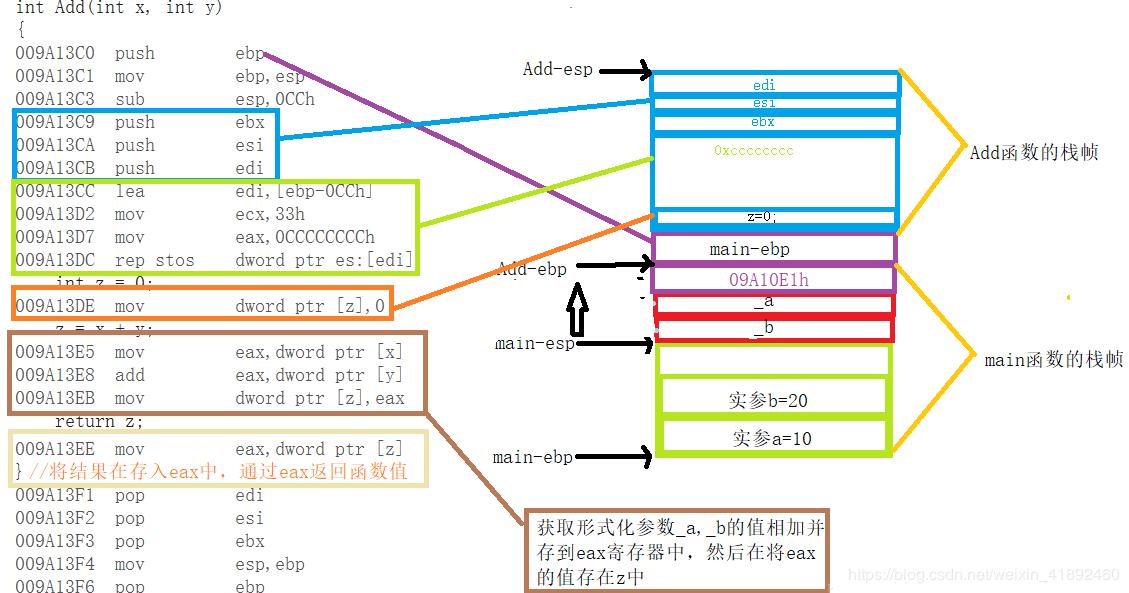 int Add(int x, int y)
{
009A13C0 push ebp
009A13C1 mov ebp,esp
009A13C3 sub esp,0CCh
009A13C9 push ebx
009A13CA push esi
009A13CB push edi
009A13CC lea edi,[ebp-0CCh]
009A13D2 mov ecx,33h
009A13D7 mov eax,0CCCCCCCCh
009A13DC rep stos dword ptr es:[edi]
int z = 0;
009A13DE mov dword ptr [z],0
z = x + y;
009A13E5 mov eax,dword ptr [x]
009A13E8 add eax,dword ptr [y]
009A13EB mov dword ptr [z],eax
return z;
009A13EE mov eax,dword ptr [z]
} //将结果在存入eax中，通过eax返回函数值
009A13F1 pop edi
009A13F2 pop esi
009A13F3 pop ebx
009A13F4 mov esp,ebp
009A13F6 pop ebp
Add-esp
edi
esi
ebx
0xcccccccc
z=0;
main-ebp
Add-ebp
09A10E1h
_a
_b
main-esp
实参b=20
实参a=10
main-ebp
Add函数的栈帧
main函数的栈帧
获取形式化参数_a,_b的值相加并
存到eax寄存器中，然后在将eax
的值存在z中
https://blog.csdn.net/weixin_41892460